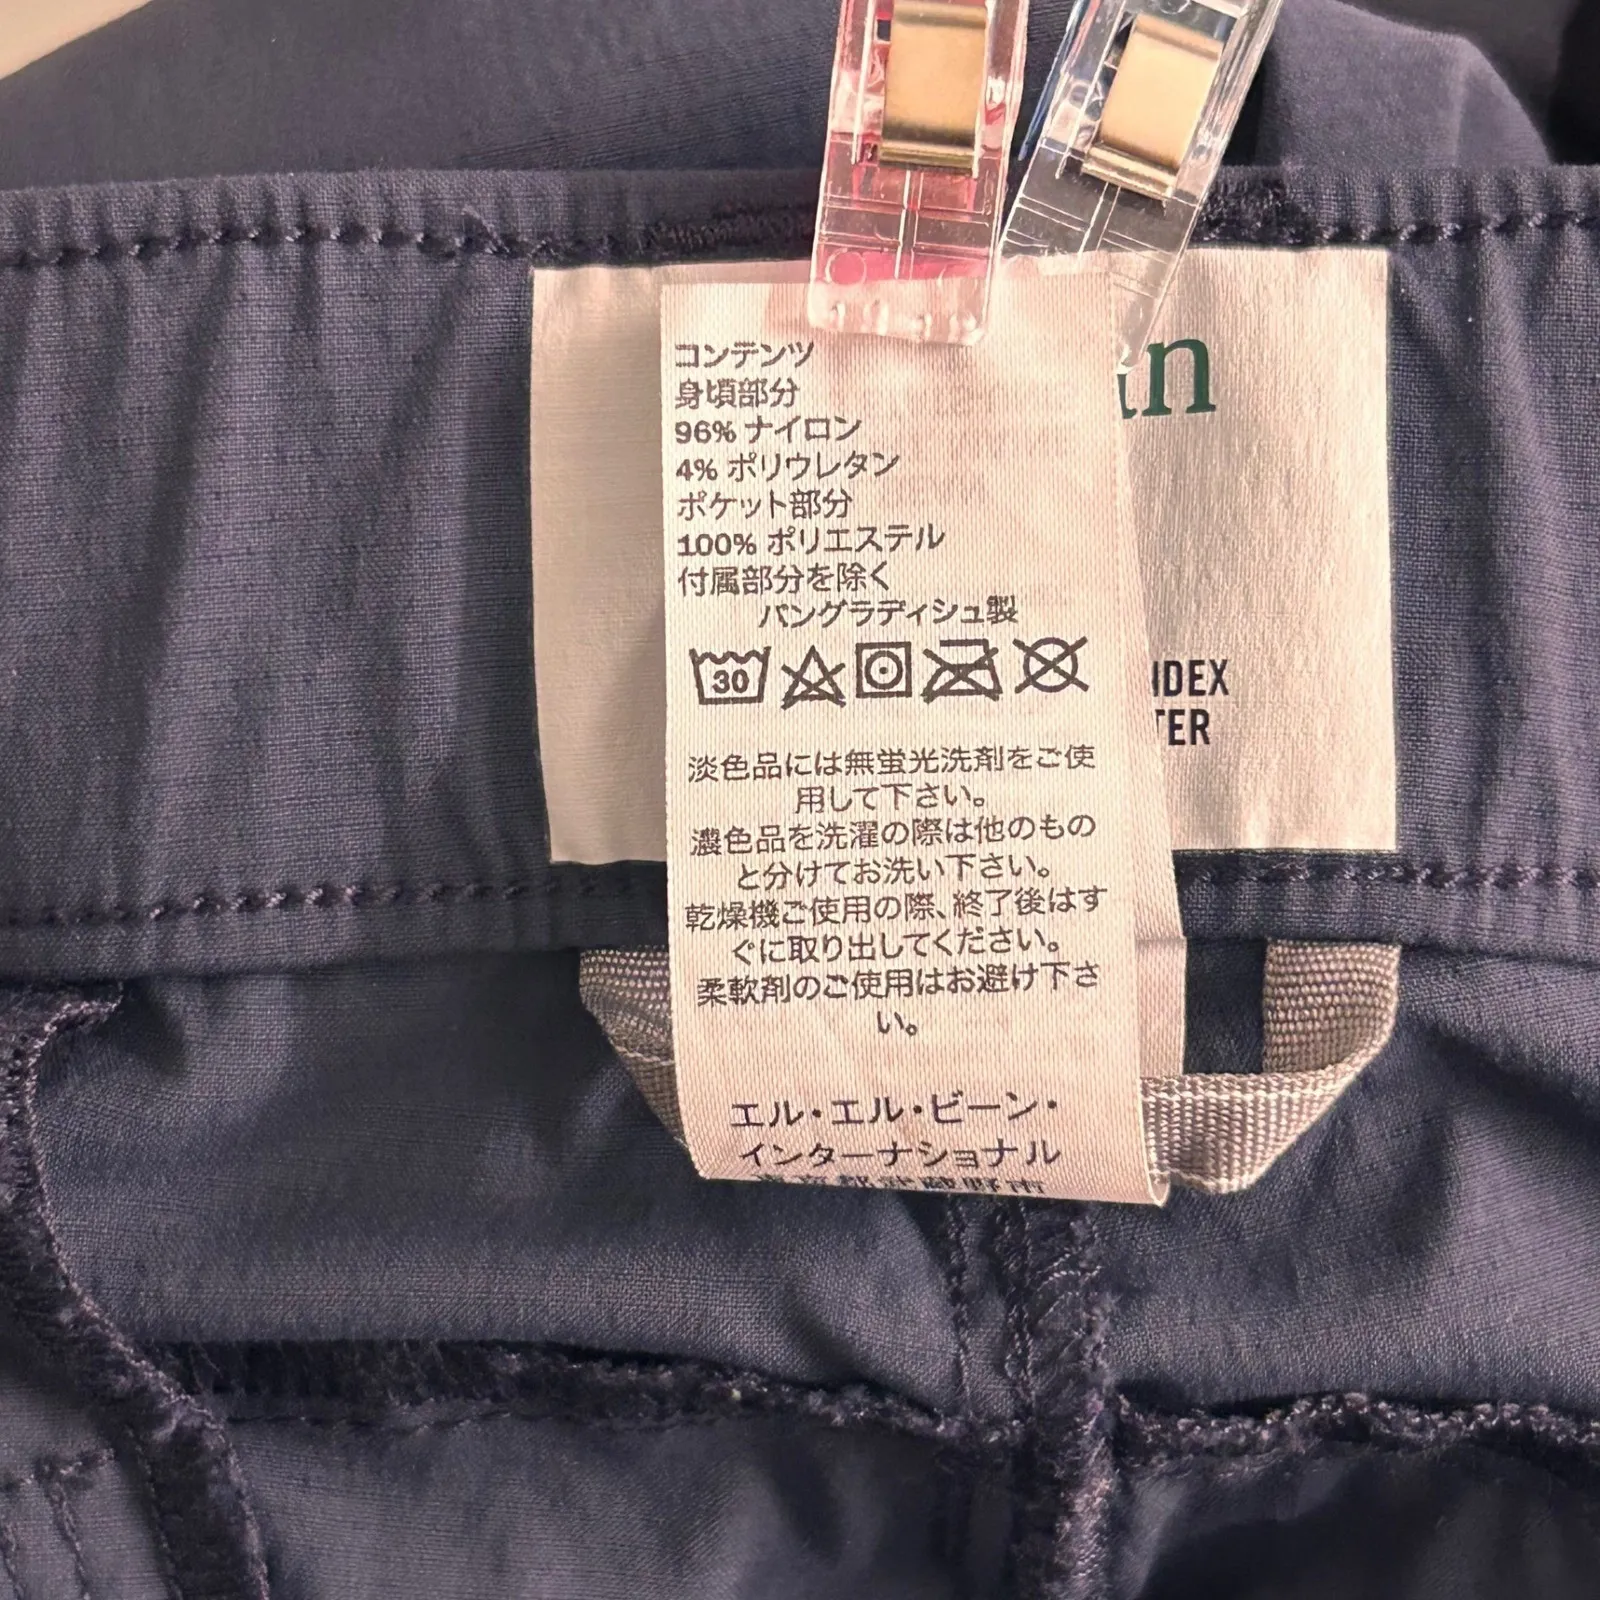 コンテンツ
身頃部分
96% ナイロン
4% ポリウレタン
ポケット部分
100% ポリエステル
付属部分を除く
バングラディシュ製
30
淡色品には無蛍光洗剤をご使
用して下さい。
濃色品を洗濯の際は他のもの
と分けてお洗い下さい。
乾燥機ご使用の際、終了後はす
ぐに取り出してください。
柔軟剤のご使用はお避け下さ
い。
エル・エル・ビーン・
インターナショナル